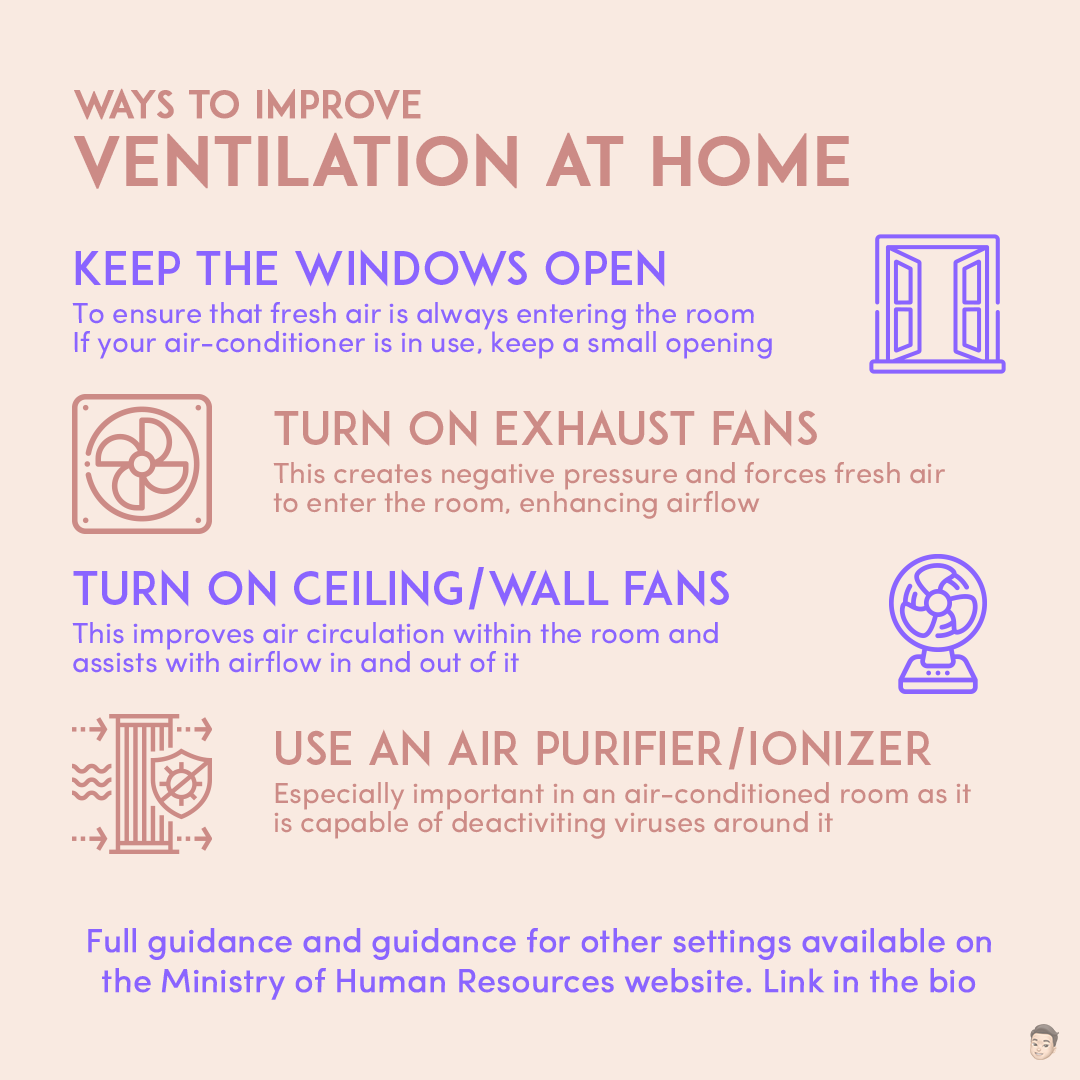 WAYS TO IMPROVE
VENTILATION AT HOME
KEEP THE WINDOWS OPEN
To ensure that fresh air is always entering the room
If your air-conditioner is in use, keep a small opening
TURN ON EXHAUST FANS
This creates negative pressure and forces fresh air
to enter the room, enhancing airflow
TURN ON CEILING/WALL FANS
This improves air circulation within the room and
assists with airflow in and out of it
USE AN AIR PURIFIER/IONIZER
Especially important in an air-conditioned room as it
is capable of deactiviting viruses around it
Full guidance and guidance for other settings available on
the Ministry of Human Resources website. Link in the bio